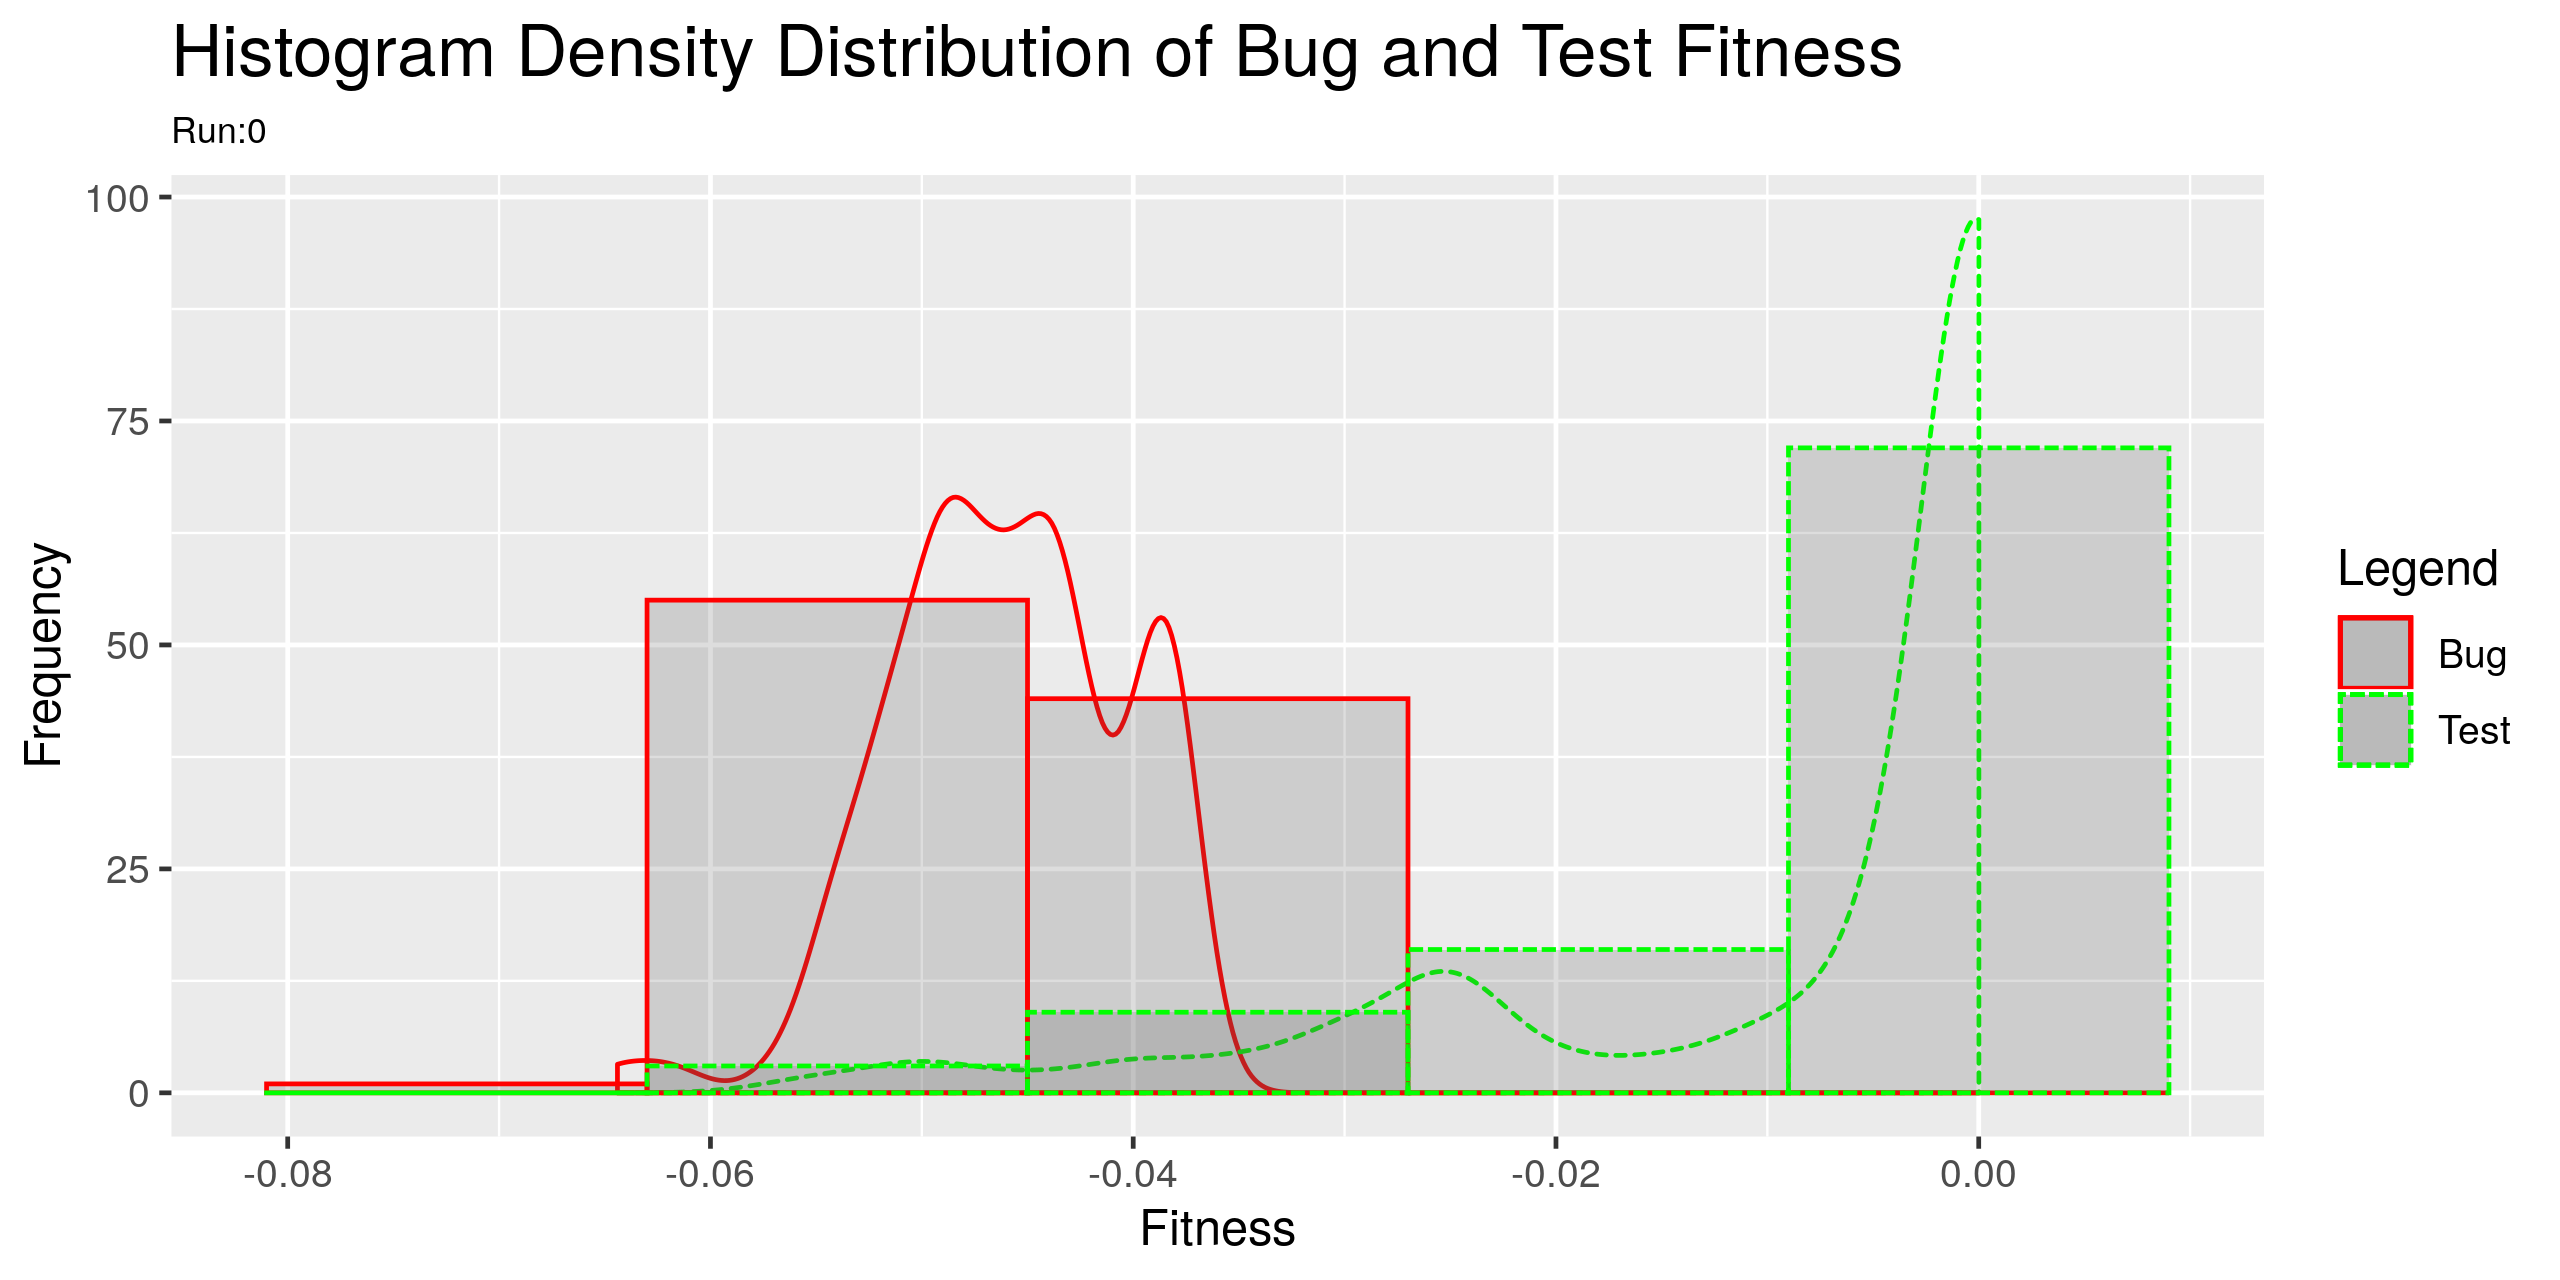 Histogram Density Distribution of Bug and Test Fitness
Run:0
100
75
50
25
0
Frequency
-0.08
-0.06
-0.04
-0.02
0.00
Fitness
Legend
Bug
Test